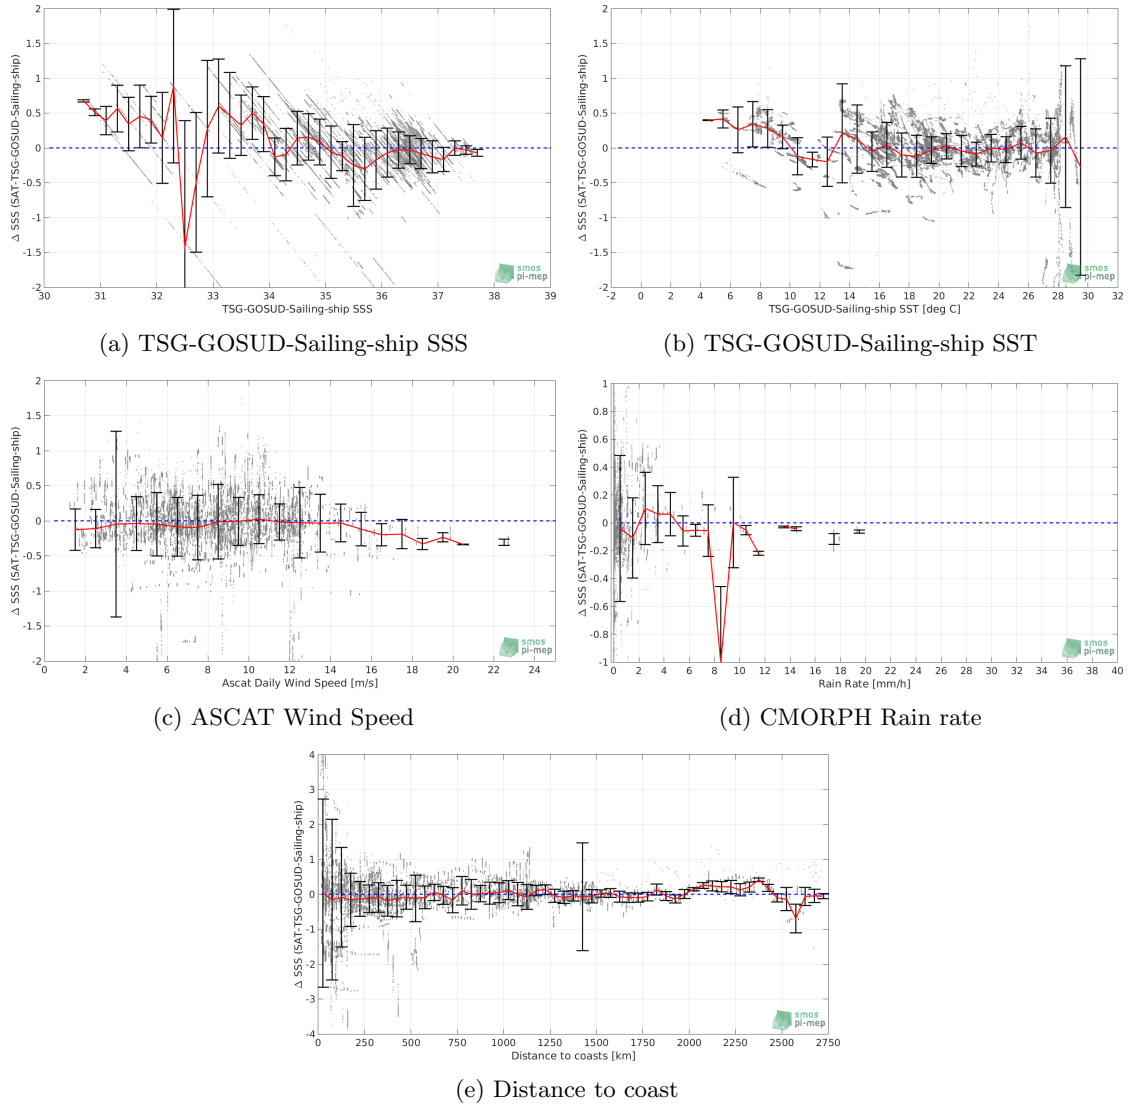 2
1.5
1
0.5
0
-0.5
-1
-1.5
-2
Δ SSS (SAT-TSG-GOSUD-Sailing-ship)
30 31 32 33 34 35 36 37 38 39
TSG-GOSUD-Sailing-ship SSS
smos
pi-mep
(a) TSG-GOSUD-Sailing-ship SSS
2
1.5
1
0.5
0
-0.5
-1
-1.5
-2
Δ SSS (SAT-TSG-GOSUD-Sailing-ship)
-2 0 2 4 6 8 10 12 14 16 18 20 22 24 26 28 30 32
TSG-GOSUD-Sailing-ship SST [deg C]
smos
pi-mep
(b) TSG-GOSUD-Sailing-ship SST
2
1.5
1
0.5
0
-0.5
-1
-1.5
-2
Δ SSS (SAT-TSG-GOSUD-Sailing-ship)
0 2 4 6 8 10 12 14 16 18 20 22 24
Ascat Daily Wind Speed [m/s]
smos
pi-mep
(c) ASCAT Wind Speed
1
0.8
0.6
0.4
0.2
0
-0.2
-0.4
-0.6
-0.8
-1
Δ SSS (SAT-TSG-GOSUD-Sailing-ship)
0 2 4 6 8 10 12 14 16 18 20 22 24 26 28 30 32 34 36 38 40
Rain Rate [mm/h]
smos
pi-mep
(d) CMORPH Rain rate
4
3
2
1
0
-1
-2
-3
-4
Δ SSS (SAT-TSG-GOSUD-Sailing-ship)
0 250 500 750 1000 1250 1500 1750 2000 2250 2500 2750
Distance to coasts [km]
smos
pi-mep
(e) Distance to coast